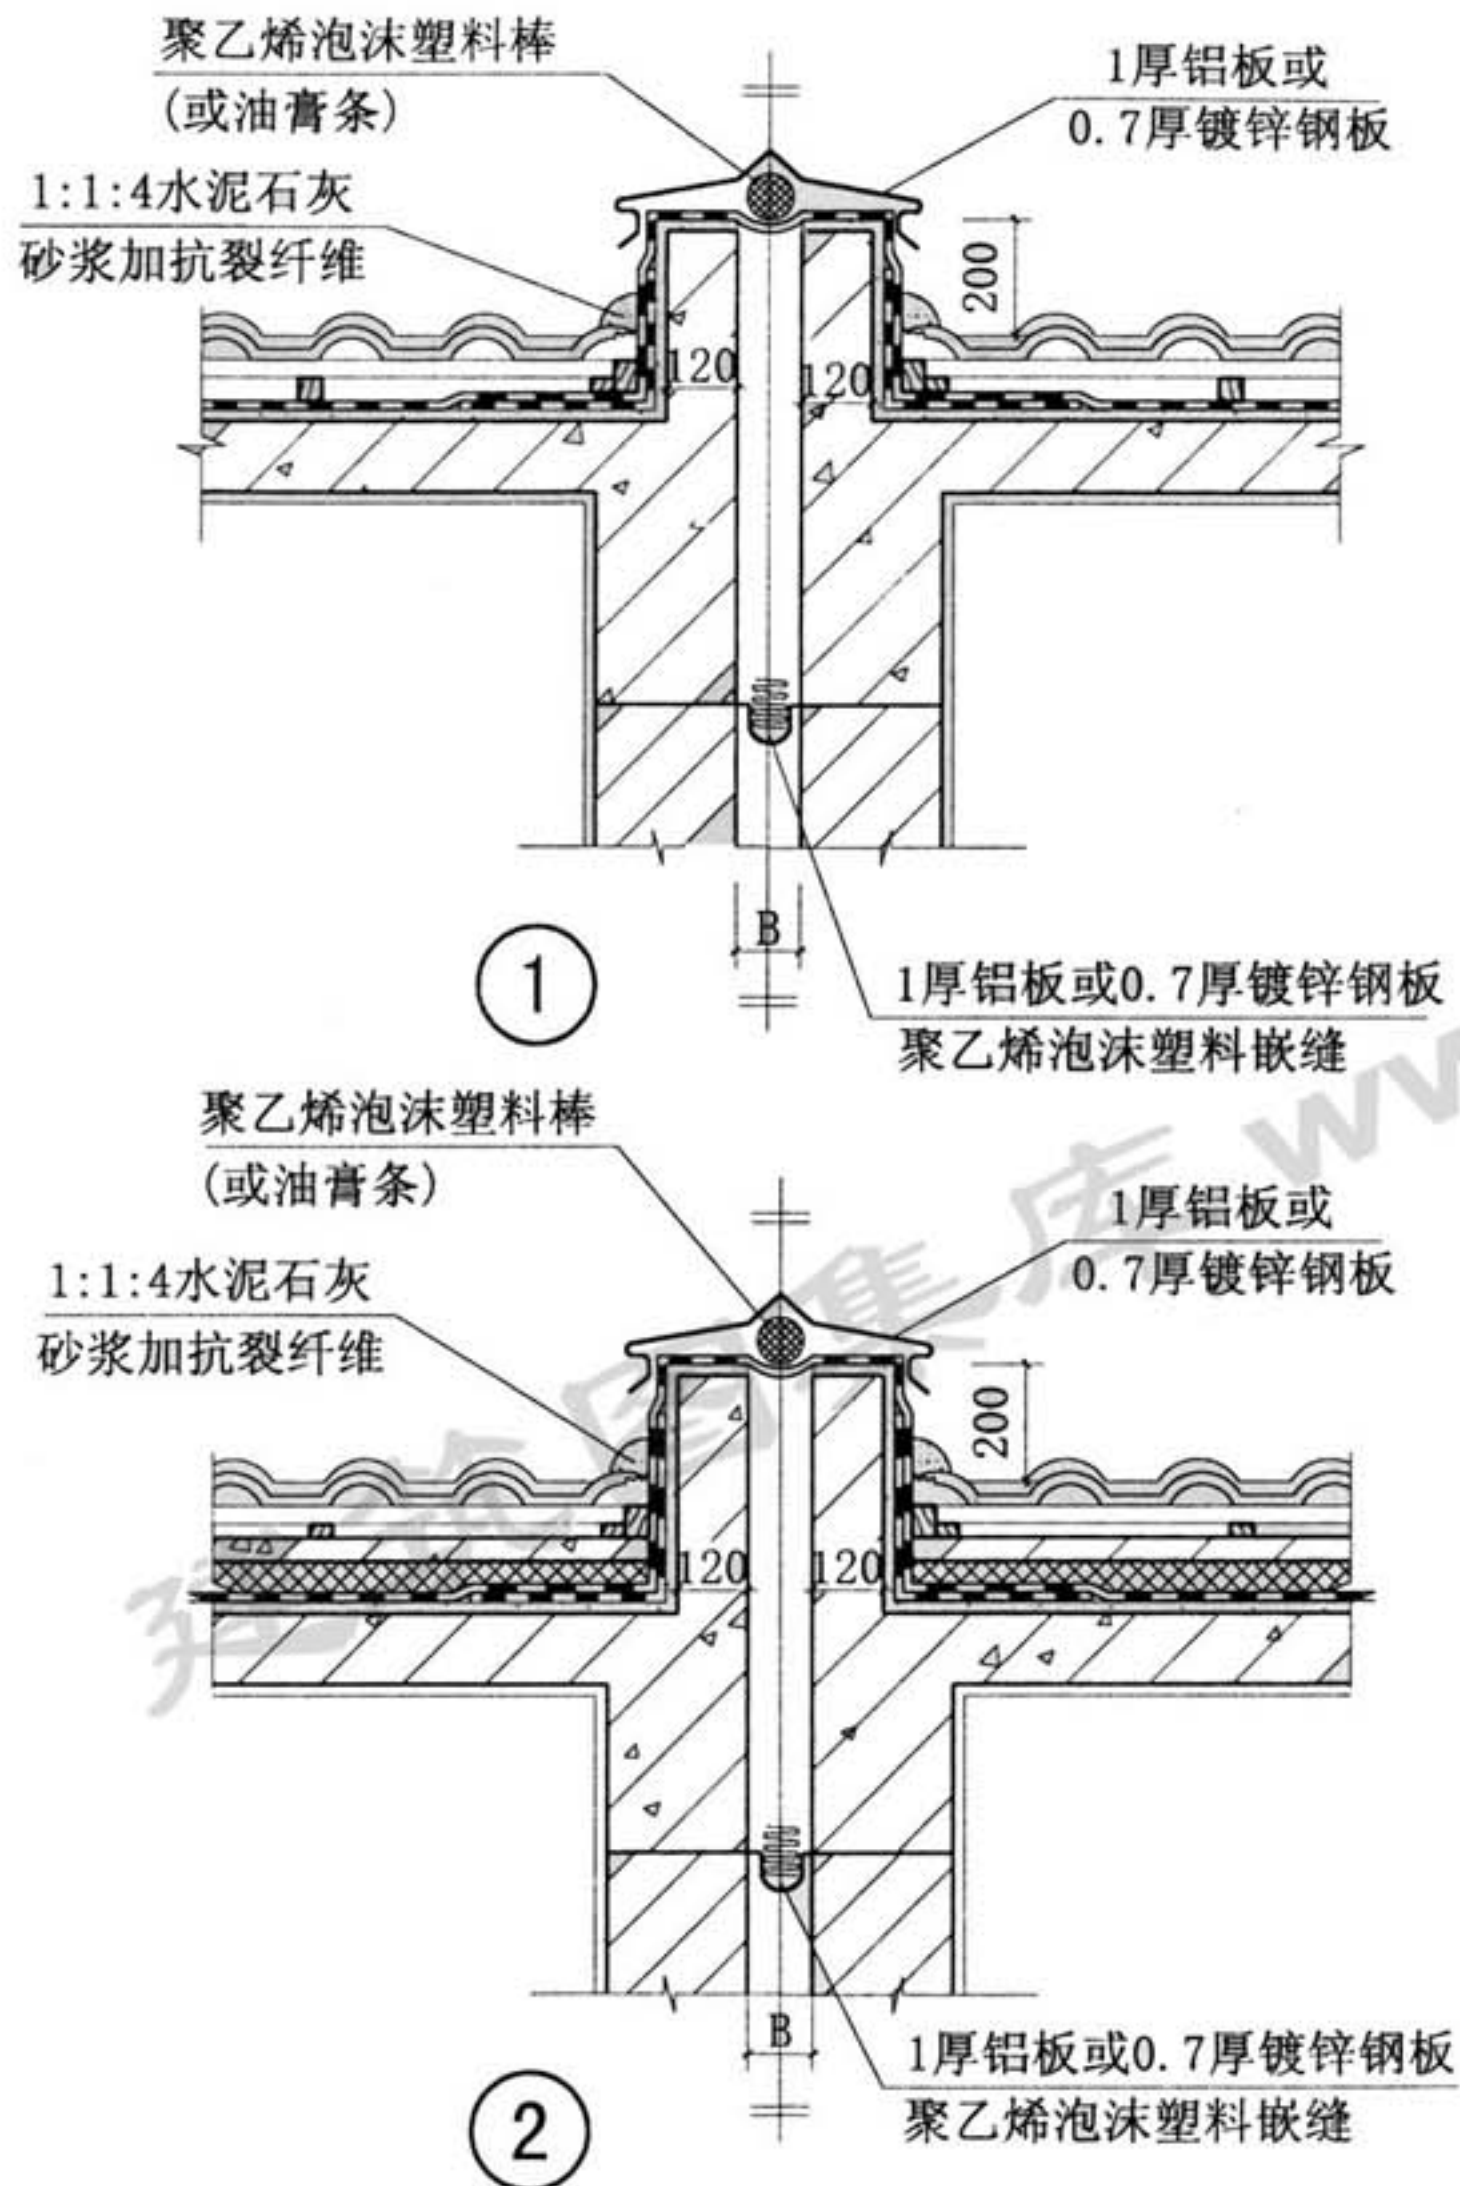 聚乙烯泡沫塑料棒
(或油膏条)
1厚铝板或
0.7厚镀锌钢板
1:1:4水泥石灰
砂浆加抗裂纤维
200
120
120
B
1
1厚铝板或0.7厚镀锌钢板
聚乙烯泡沫塑料嵌缝
聚乙烯泡沫塑料棒
(或油膏条)
1厚铝板或
0.7厚镀锌钢板
1:1:4水泥石灰
砂浆加抗裂纤维
200
120
120
B
1厚铝板或0.7厚镀锌钢板
聚乙烯泡沫塑料嵌缝
2
建筑图集库 ww